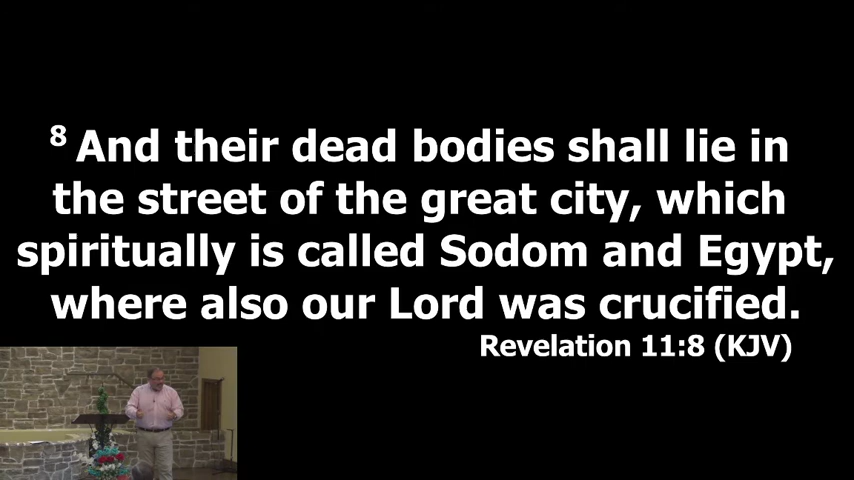 8 And their dead bodies shall lie in
the street of the great city, which
spiritually is called Sodom and Egypt,
where also our Lord was crucified.
Revelation 11:8 (KJV)